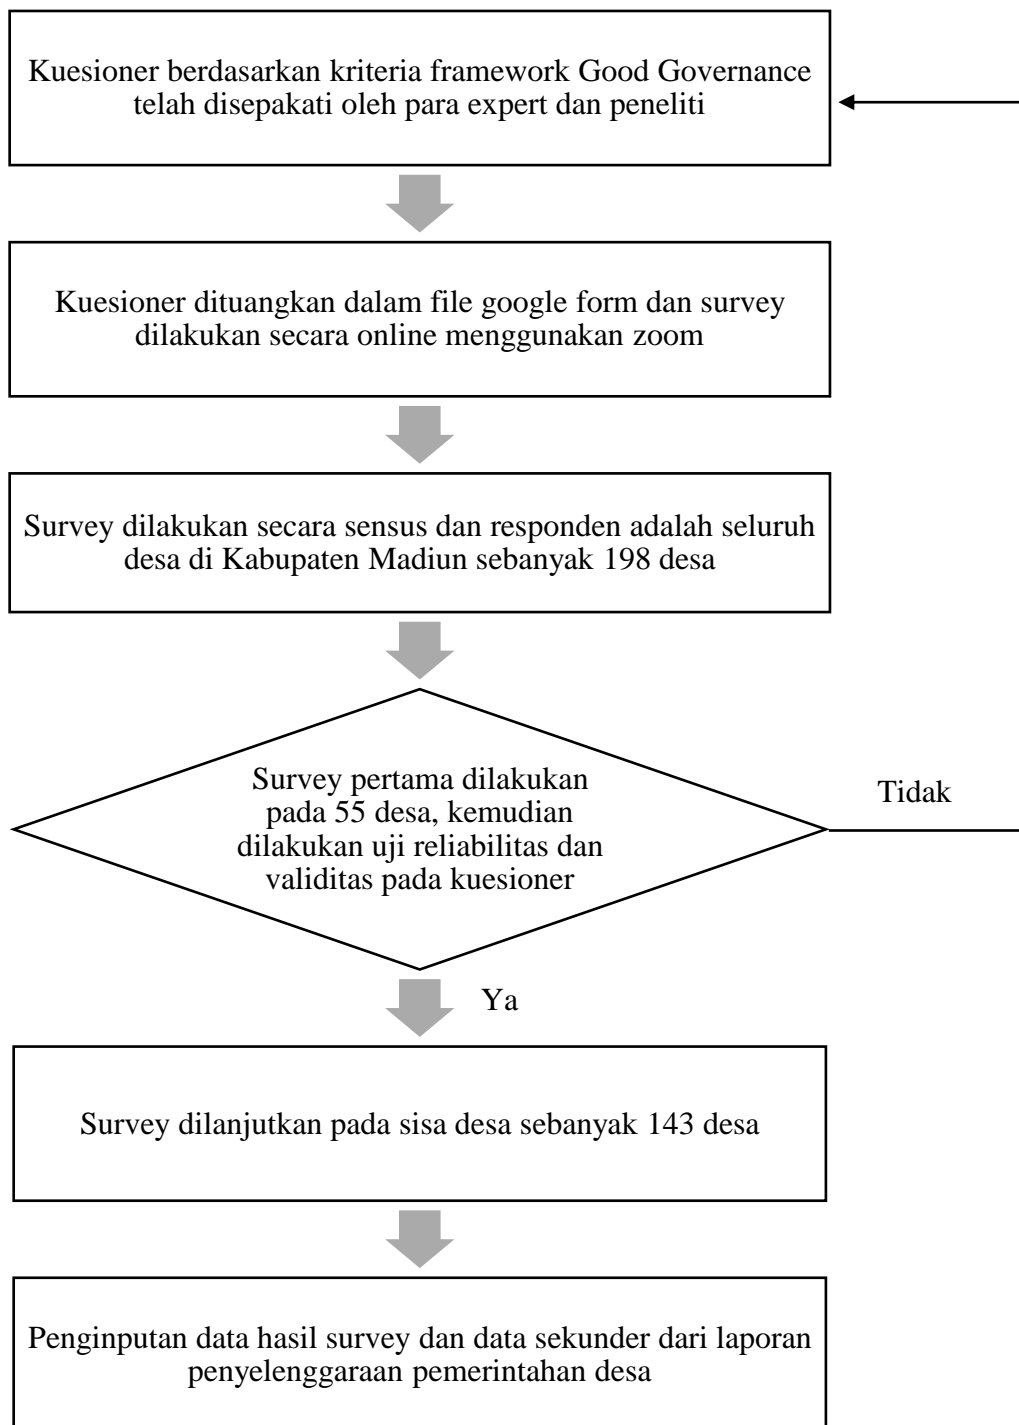 Kuesioner berdasarkan kriteria framework Good Governance
telah disepakati oleh para expert dan peneliti
Kuesioner dituangkan dalam file google form dan survey
dilakukan secara online menggunakan zoom
Survey dilakukan secara sensus dan responden adalah seluruh
desa di Kabupaten Madiun sebanyak 198 desa
Survey pertama dilakukan
pada 55 desa, kemudian
dilakukan uji reliabilitas dan
validitas pada kuesioner
Tidak
Ya
Survey dilanjutkan pada sisa desa sebanyak 143 desa
Penginputan data hasil survey dan data sekunder dari laporan
penyelenggaraan pemerintahan desa